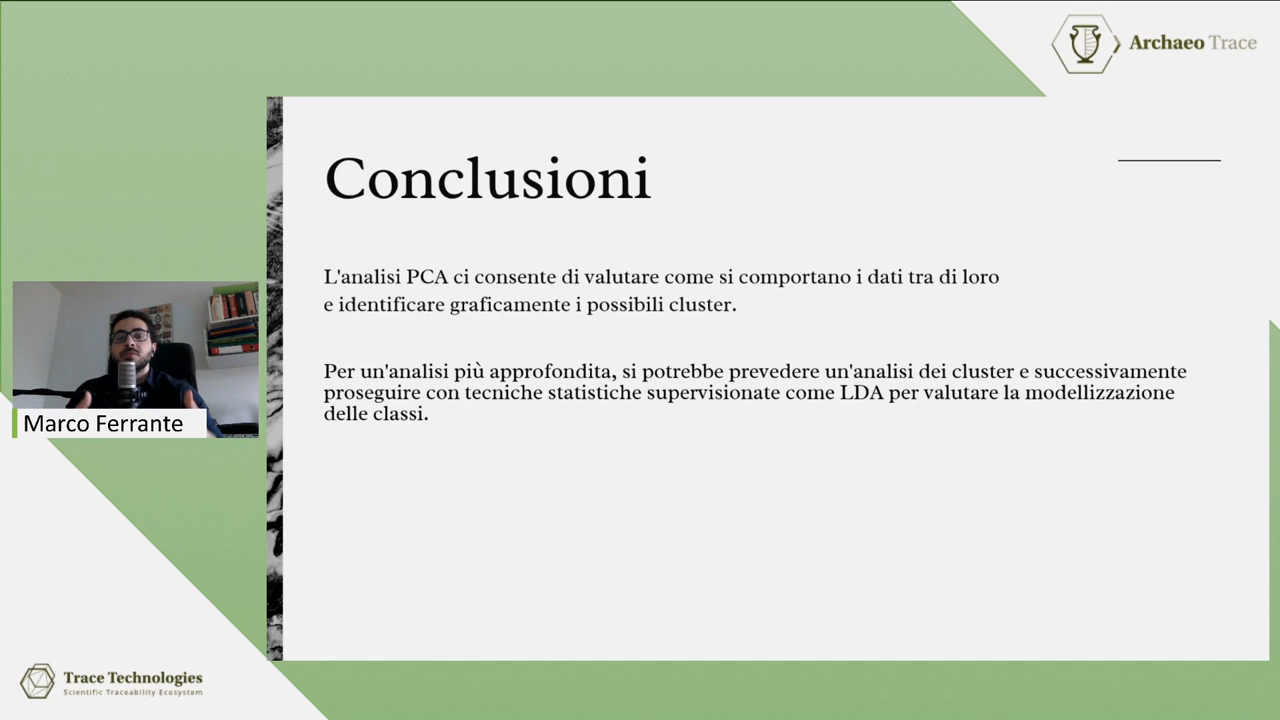 Archaeo Trace
Conclusioni
L'analisi PCA ci consente di valutare come si comportano i dati tra di loro
e identificare graficamente i possibili cluster.
Per un'analisi più approfondita, si potrebbe prevedere un'analisi dei cluster e successivamente
proseguire con tecniche statistiche supervisionate come LDA per valutare la modellizzazione
delle classi.
Marco Ferrante
Trace Technologies
Scientific Traceability Ecosystem